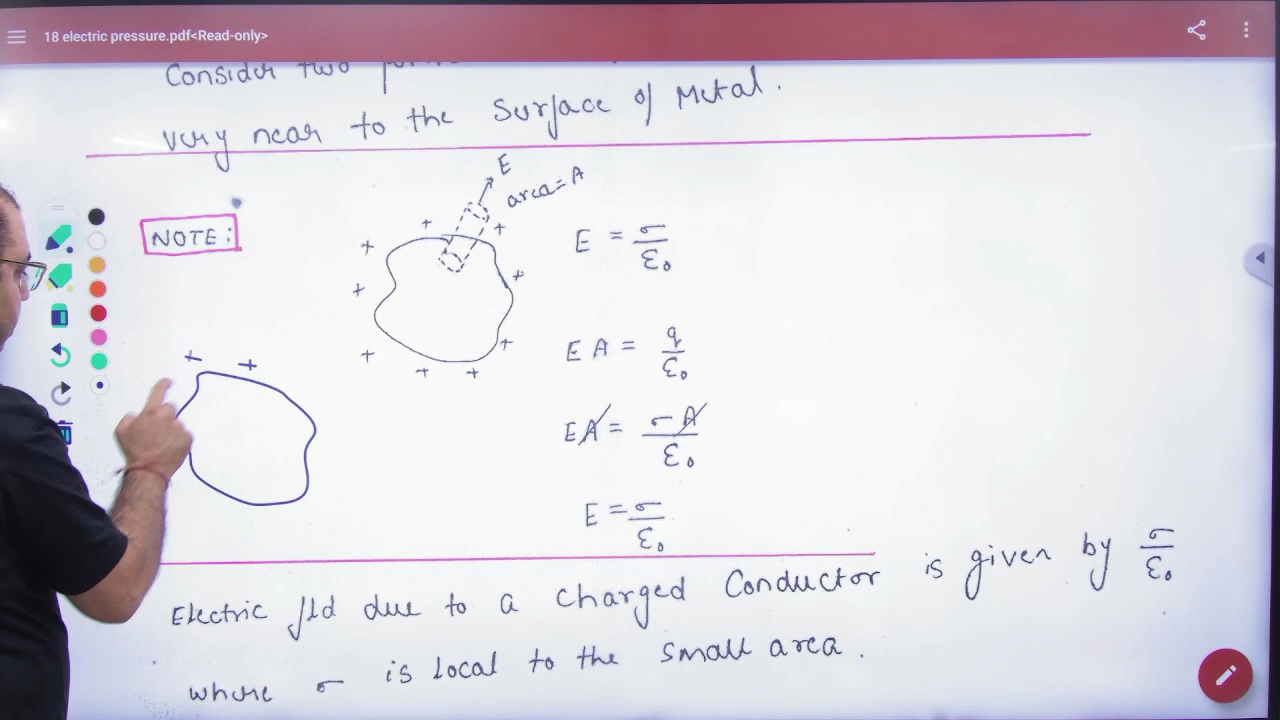 18 electric pressure.pdf<Read-only>
Consider two
very near to the Surface of Metal.
NOTE:
E
area=A
E = σ/ε₀
E A = q/ε₀
EA = σA/ε₀
E = σ/ε₀
Electric fld due to a charged Conductor is given by σ/ε₀
where σ is local to the small area.